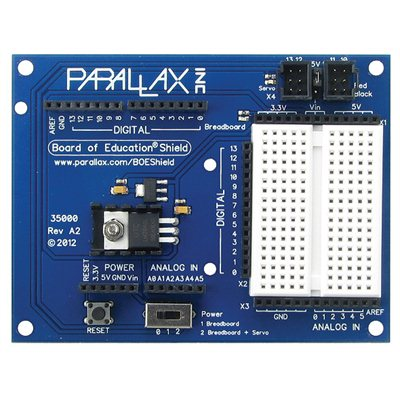 PARALLAX INC
13 12 5V 11 10
Servo
X4
Red
Black
3.3V Vin 5V
X1
AREF
GND
13
12
11
10
9
8
7
6
5
4
3
2
1
0
DIGITAL
Breadboard
Board of Education® Shield
www.parallax.com/BOEShield
35000
Rev A2
© 2012
DIGITAL
13
12
11
10
9
8
7
6
5
4
3
2
1
0
X2
X3
RESET
3.3V
POWER
5V GND Vin
ANALOG IN
A0 A1 A2 A3 A4 A5
RESET
0 1 2
Power
1 Breadboard
2 Breadboard + Servo
GND
0 1 2 3 4 5 AREF
ANALOG IN